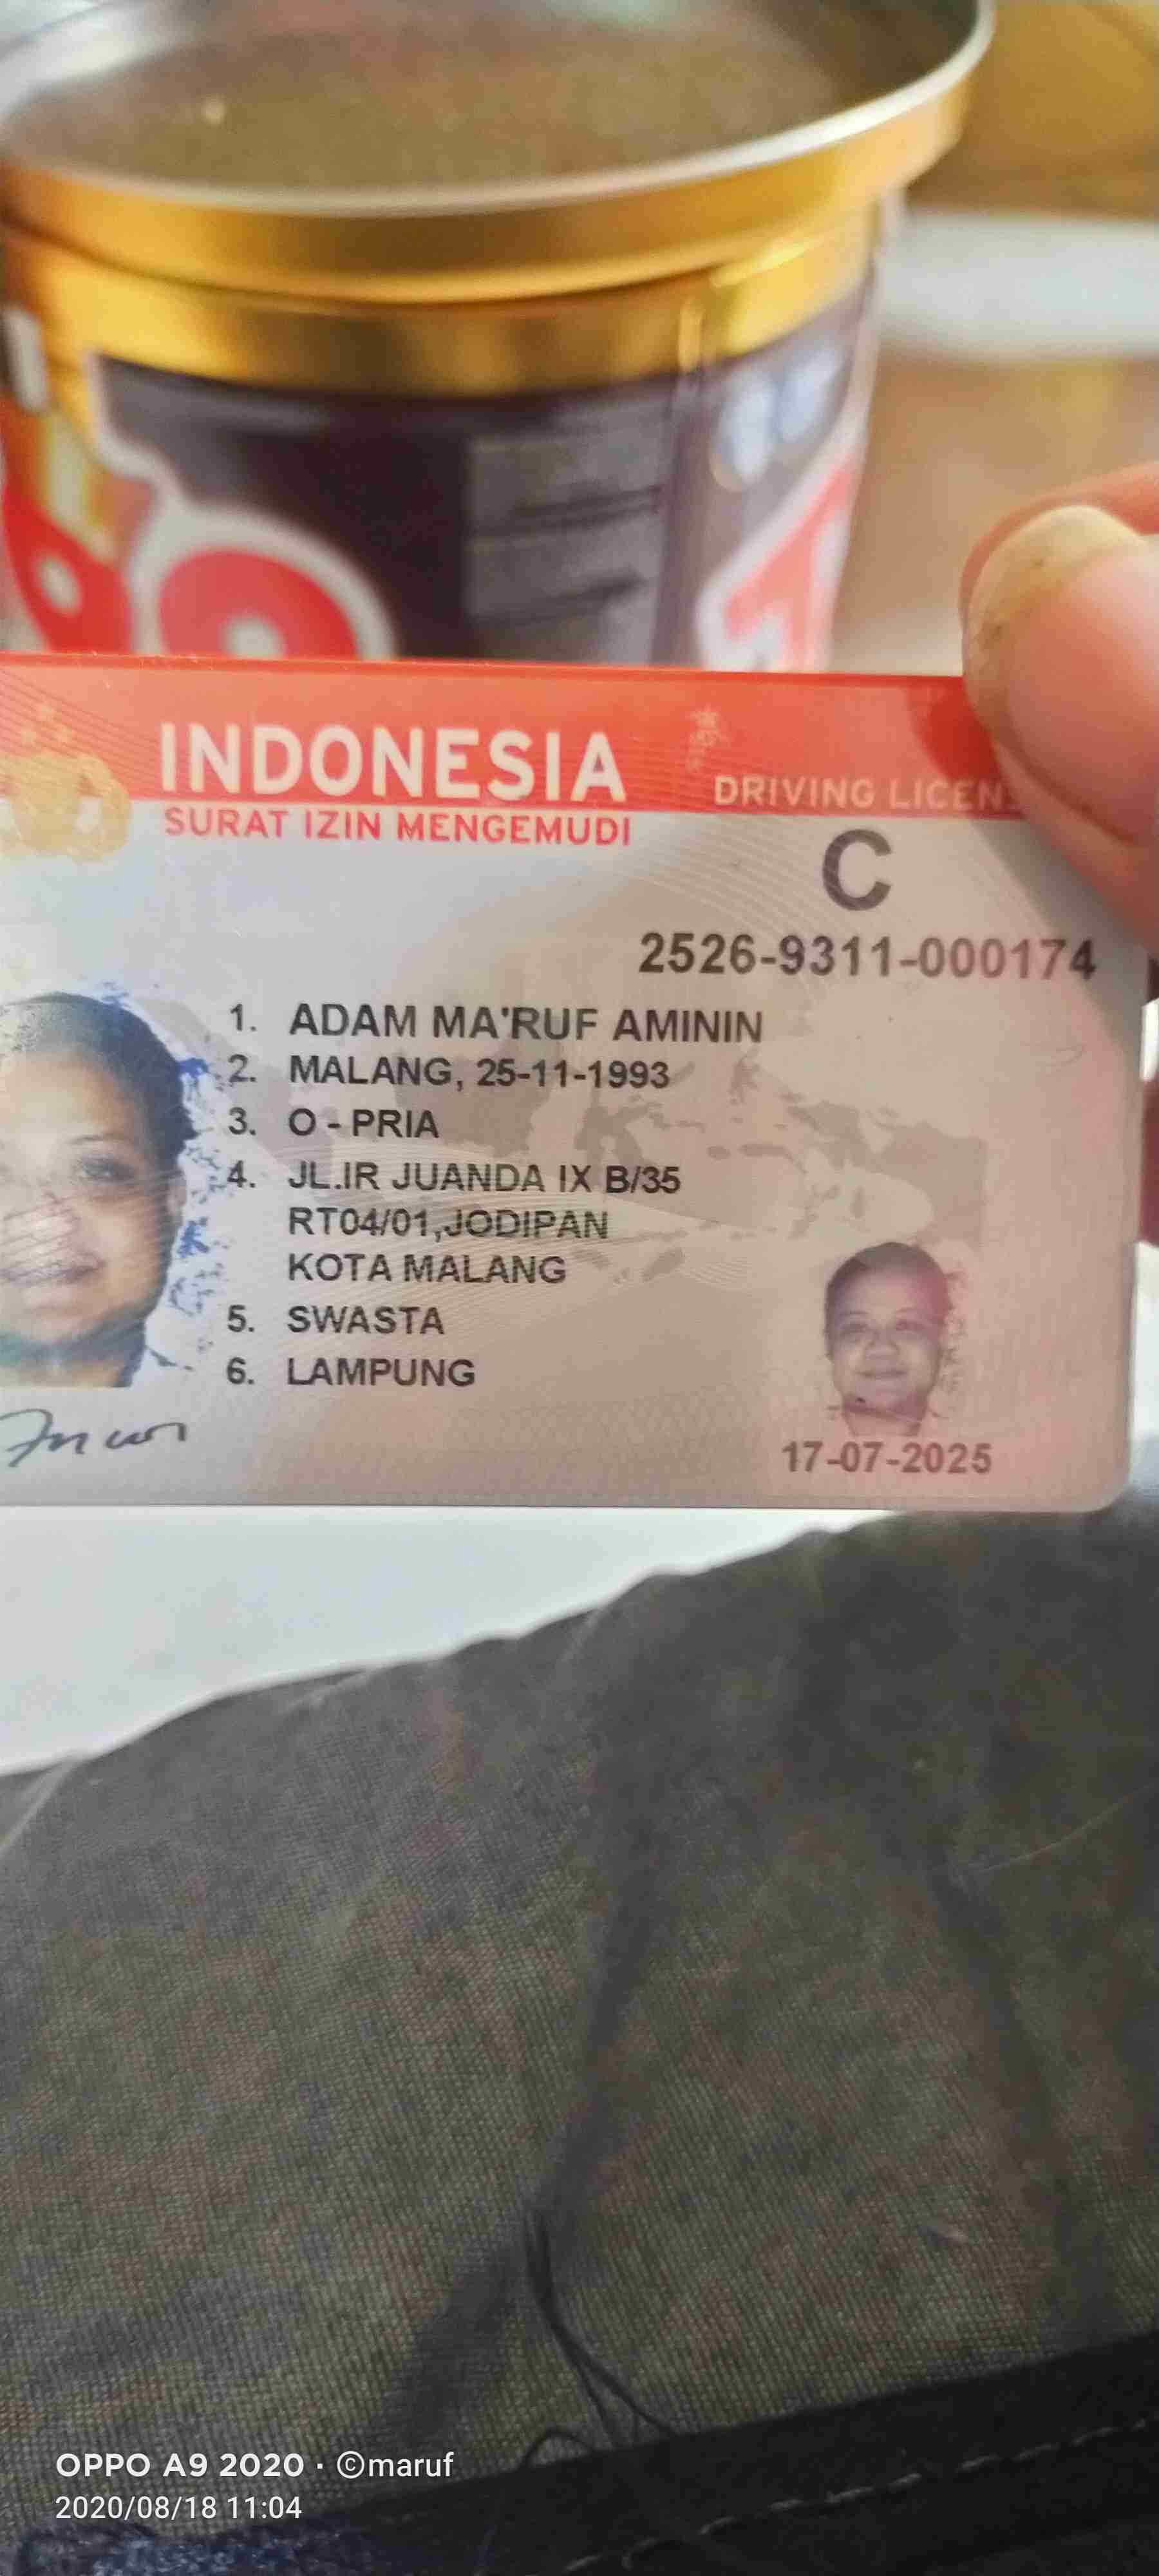 INDONESIA
SURAT IZIN MENGEMUDI
DRIVING LICEN
C
2526-9311-000174
1. ADAM MA'RUF AMININ
2. MALANG, 25-11-1993
3. O - PRIA
4. JL.IR JUANDA IX B/35
RT04/01,JODIPAN
KOTA MALANG
5. SWASTA
6. LAMPUNG
17-07-2025
OPPO A9 2020 · ©maruf
2020/08/18 11:04